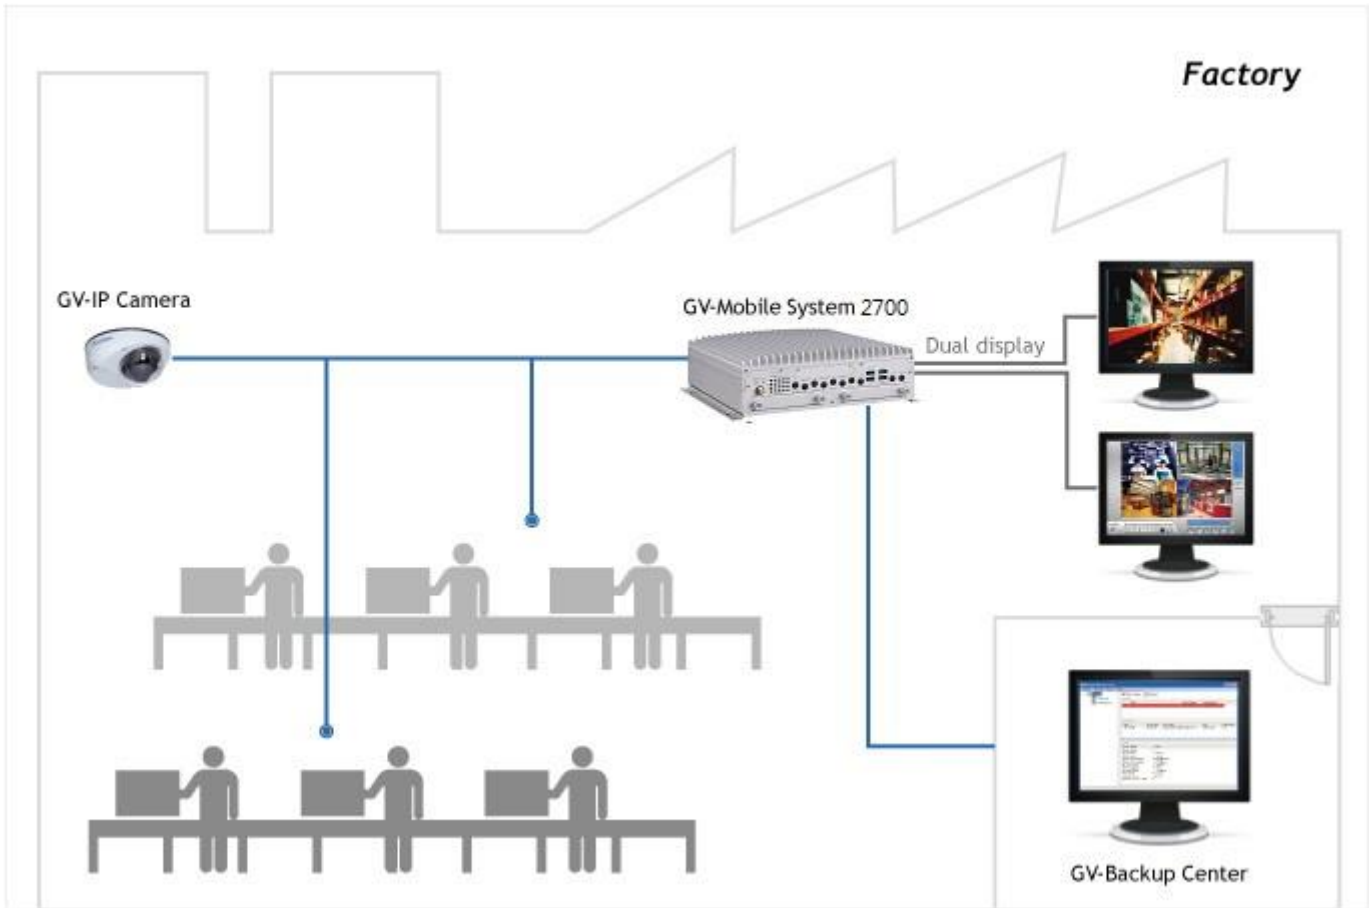 Factory
GV-IP Camera
GV-Mobile System 2700
Dual display
GV-Backup Center